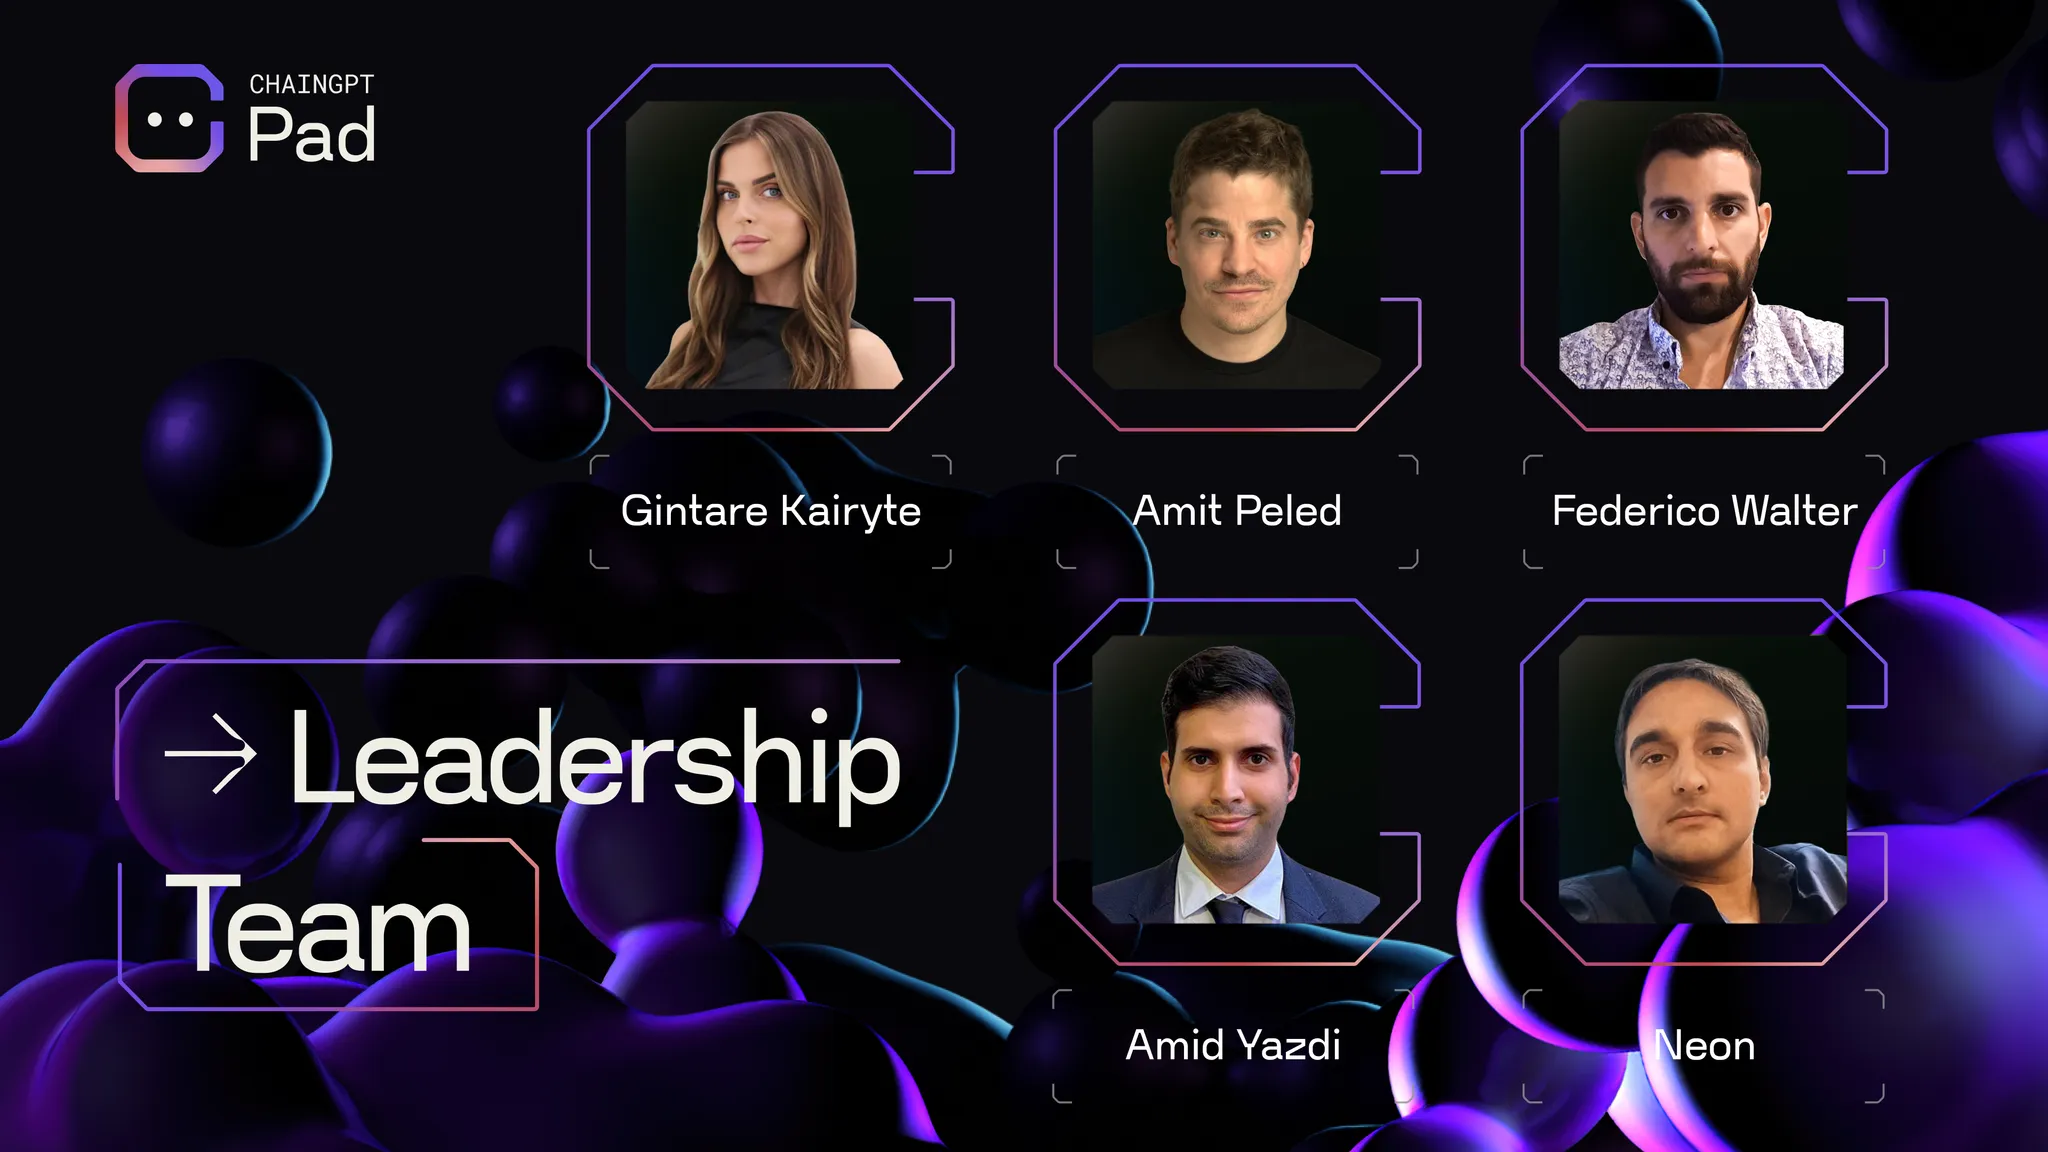 CHAINGPT
Pad
Gintare Kairyte
Amit Peled
Federico Walter
→ Leadership
Team
Amid Yazdi
Neon